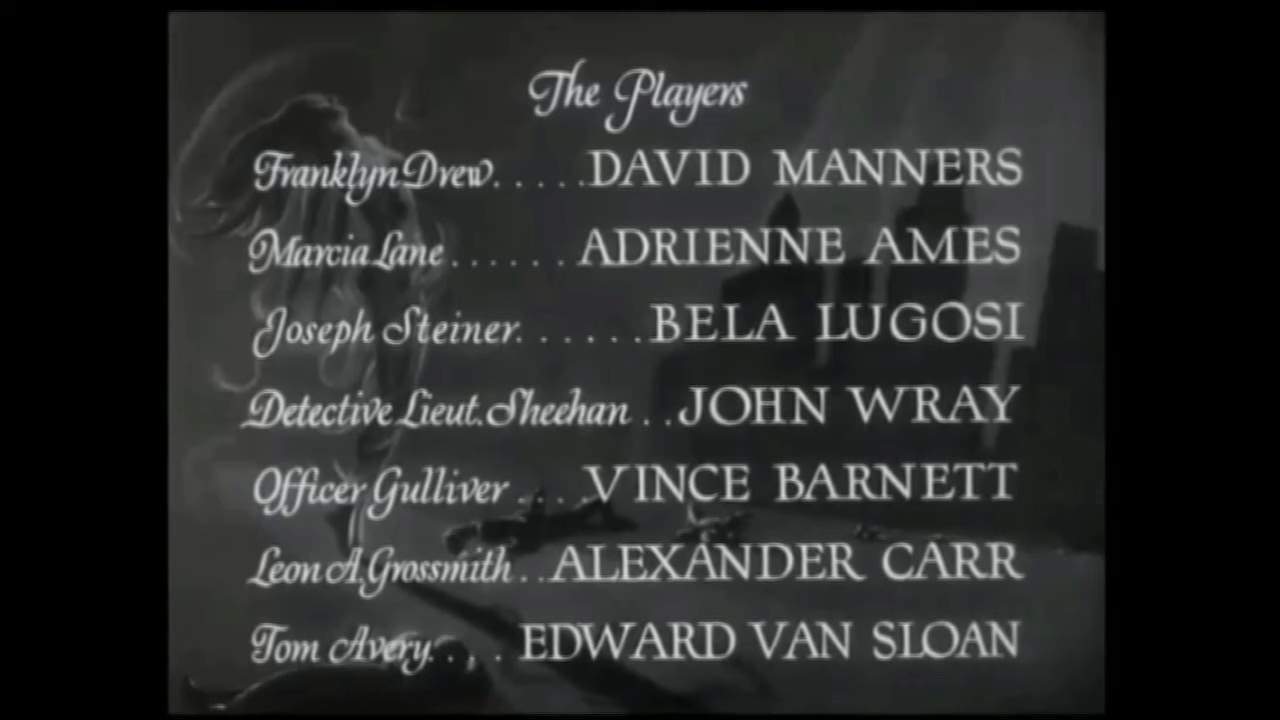 The Players
Franklyn Drew.....DAVID MANNERS
Marcia Lane......ADRIENNE AMES
Joseph Steiner......BELA LUGOSI
Detective Lieut. Sheehan..JOHN WRAY
Officer Gulliver....VINCE BARNETT
Leon A. Grossmith..ALEXANDER CARR
Tom Avery....EDWARD VAN SLOAN